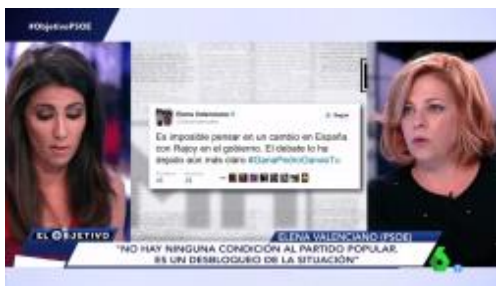 #ObjetivoPSOE
Elena Valenciano
Seguir
Es imposible pensar en un cambio en España
con Rajoy en el gobierno. El debate lo ha
dejado aún más claro #GanaPedroGanasTu
EL OBJETIVO
ELENA VALENCIANO (PSOE)
"NO HAY NINGUNA CONDICIÓN AL PARTIDO POPULAR.
ES UN DESBLOQUEO DE LA SITUACIÓN"
6